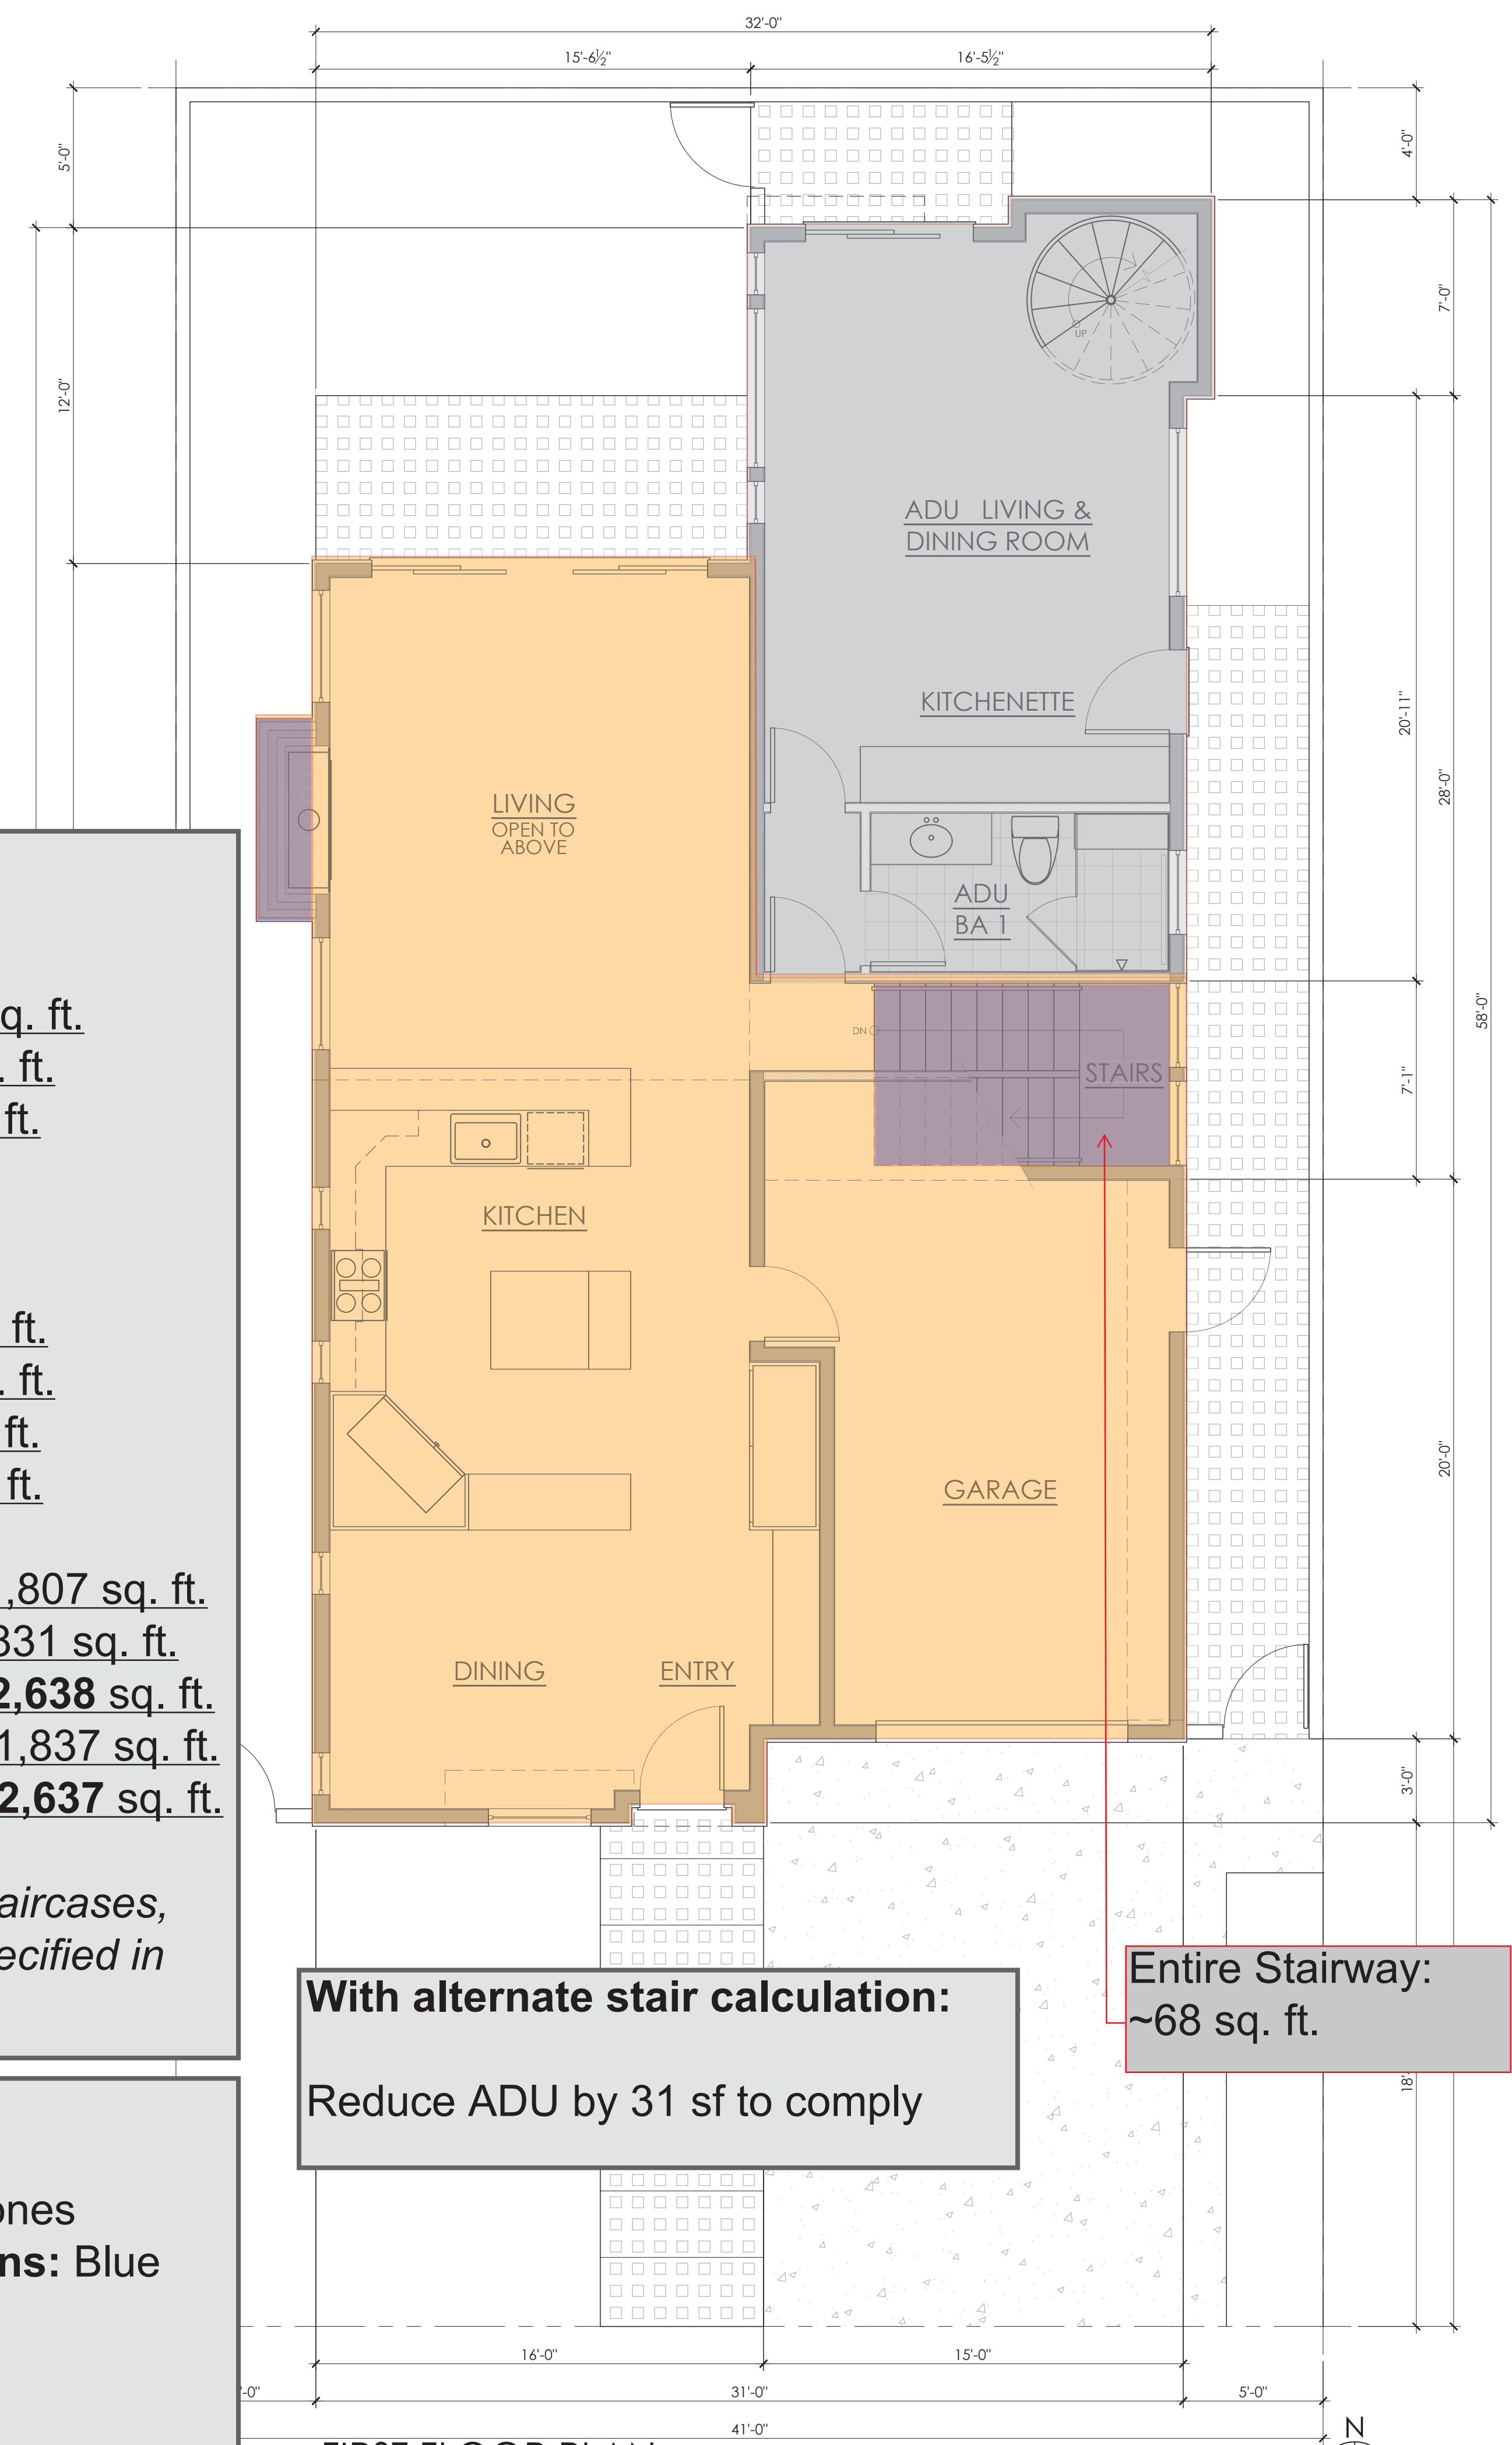 32'-0"
15'-6½"
16'-5½"
5'-0"
4'-0"
7'-0"
12'-0"
UP
ADU LIVING &
DINING ROOM
KITCHENETTE
20'-11"
28'-0"
LIVING
OPEN TO
ABOVE
ADU
BA 1
58'-0"
DN
STAIRS
7'-1"
KITCHEN
20'-0"
GARAGE
DINING
ENTRY
3'-0"
q. ft.
. ft.
ft.
ft.
. ft.
ft.
ft.
,807 sq. ft.
831 sq. ft.
2,638 sq. ft.
1,837 sq. ft.
2,637 sq. ft.
aircases,
ecified in
With alternate stair calculation:
Reduce ADU by 31 sf to comply
Entire Stairway:
~68 sq. ft.
18'-
ones
ns: Blue
16'-0"
15'-0"
'-0"
31'-0"
5'-0"
41'-0"
N
FIRST FLOOR PLAN